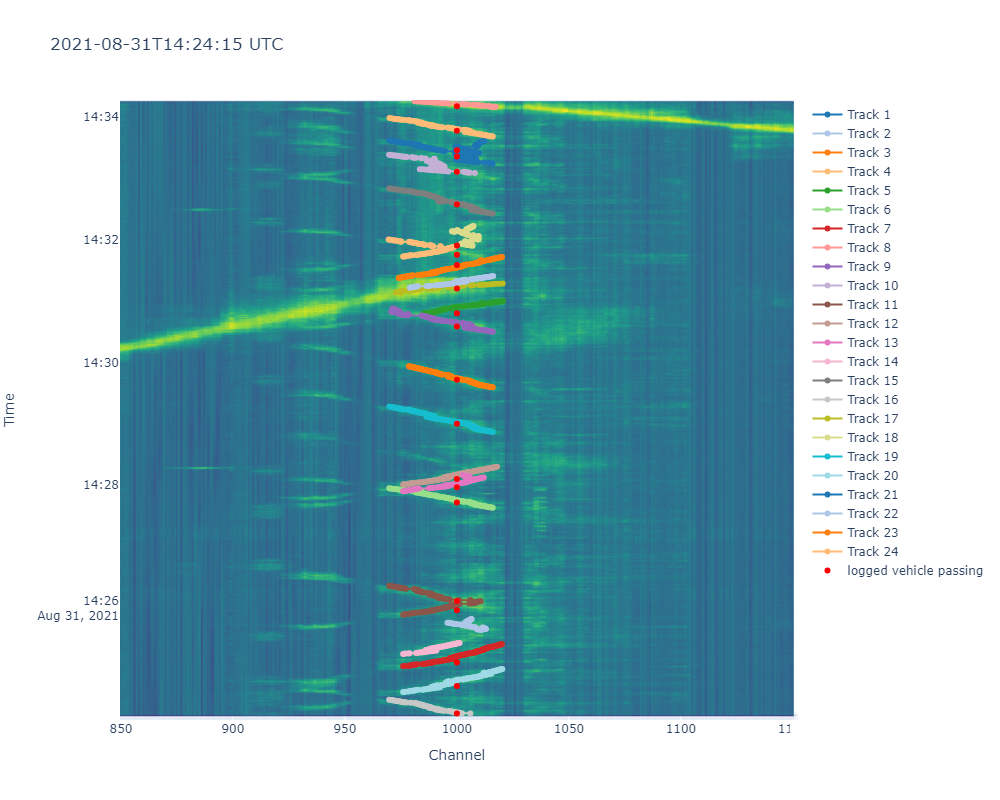 2021-08-31T14:24:15 UTC
14:34
14:32
14:30
14:28
14:26
Aug 31, 2021
Time
850
900
950
1000
1050
1100
11
Channel
Track 1
Track 2
Track 3
Track 4
Track 5
Track 6
Track 7
Track 8
Track 9
Track 10
Track 11
Track 12
Track 13
Track 14
Track 15
Track 16
Track 17
Track 18
Track 19
Track 20
Track 21
Track 22
Track 23
Track 24
logged vehicle passing